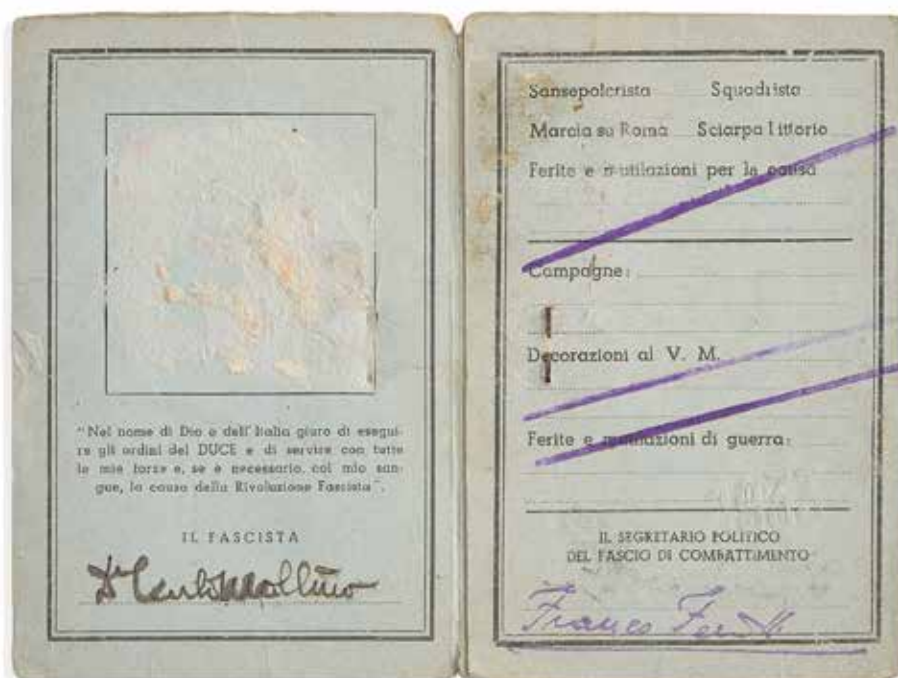 "Nel nome di Dio e dell'Italia giuro di esegui-
re gli ordini del DUCE e di servire con tutte
le mie forze e, se è necessario, col mio san-
gue, la causa della Rivoluzione Fascista".
IL FASCISTA
Dr Carlo Mollino
Sansepolcrista Squadrista
Marcia su Roma Sciarpa Littorio
Ferite e mutilazioni per la causa
Campagne:
Decorazioni al V. M.
Ferite e mutilazioni di guerra:
IL SEGRETARIO POLITICO
DEL FASCIO DI COMBATTIMENTO
Franco